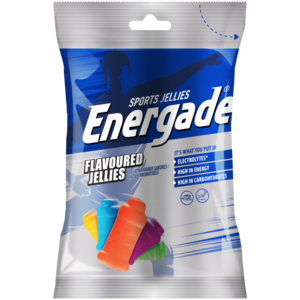 SPORTS JELLIES
Energade
IT'S WHAT YOU PUT IN
FLAVOURED
JELLIES
ELECTROLYTES*
HIGH IN ENERGY
HIGH IN CARBOHYDRATES